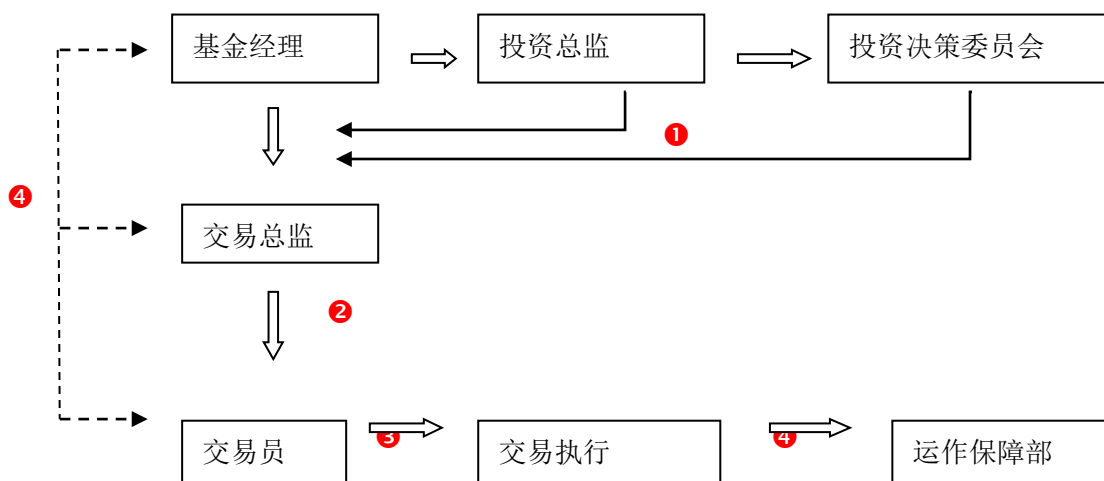 基金经理
投资总监
投资决策委员会
❶
❹
交易总监
❷
交易员
❸
交易执行
❹
运作保障部